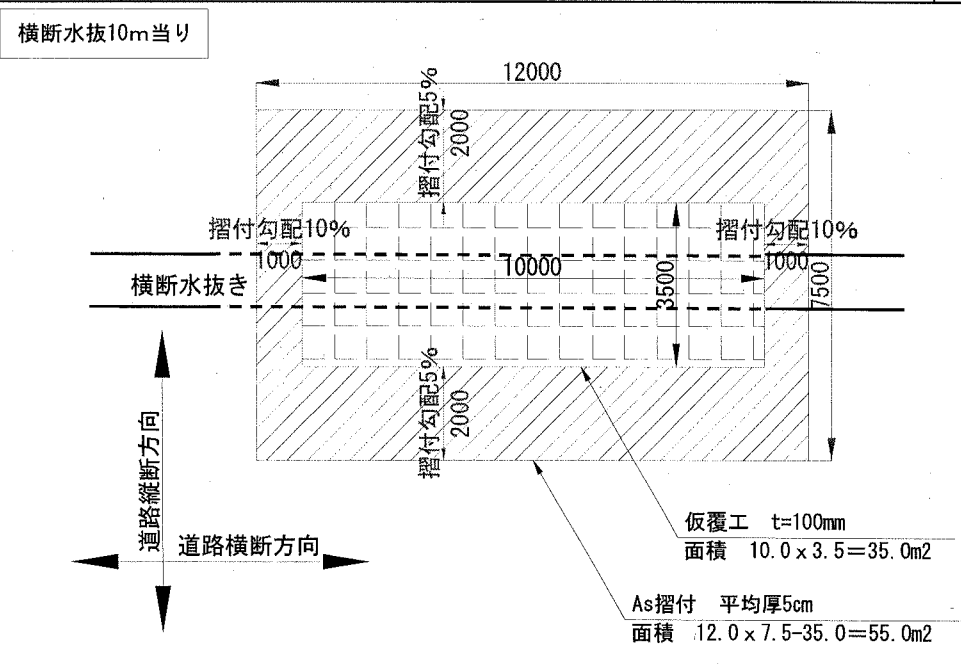 横断水抜10m当り
12000
摺付勾配5%
2000
摺付勾配10%
1000
摺付勾配10%
1000
10000
3500
7500
横断水抜き
摺付勾配5%
2000
道路縦断方向
道路横断方向
仮覆工 t=100mm
面積 10.0×3.5=35.0m2
As摺付 平均厚5cm
面積 12.0×7.5-35.0=55.0m2